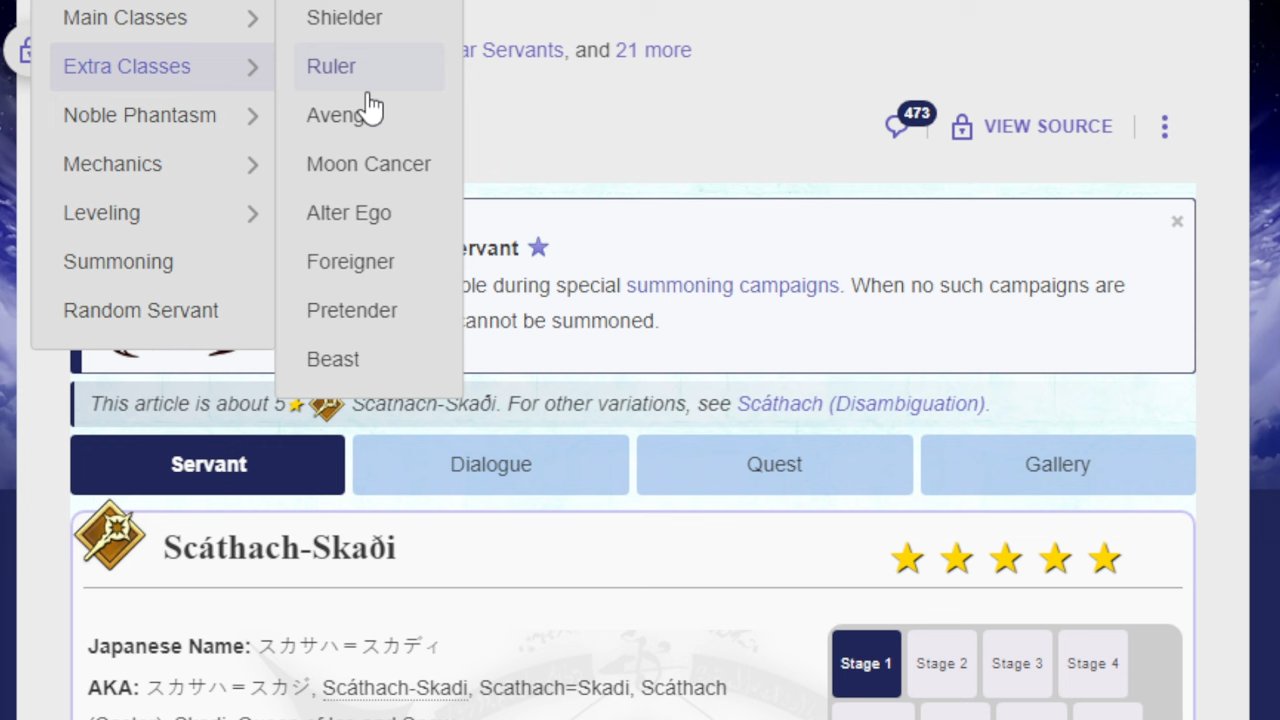 Main Classes
Extra Classes
Noble Phantasm
Mechanics
Leveling
Summoning
Random Servant
Shielder
Ruler
Aveng
Moon Cancer
Alter Ego
Foreigner
Pretender
Beast
ar Servants, and 21 more
473
VIEW SOURCE
ervant
ble during special summoning campaigns. When no such campaigns are
cannot be summoned.
This article is about 5 Scáthach-Skaði. For other variations, see Scáthach (Disambiguation).
Servant
Dialogue
Quest
Gallery
Scáthach-Skaði
Japanese Name: スカサハ=スカディ
AKA: スカサハ=スカジ, Scáthach-Skadi, Scathach=Skadi, Scáthach
Stage 1
Stage 2
Stage 3
Stage 4